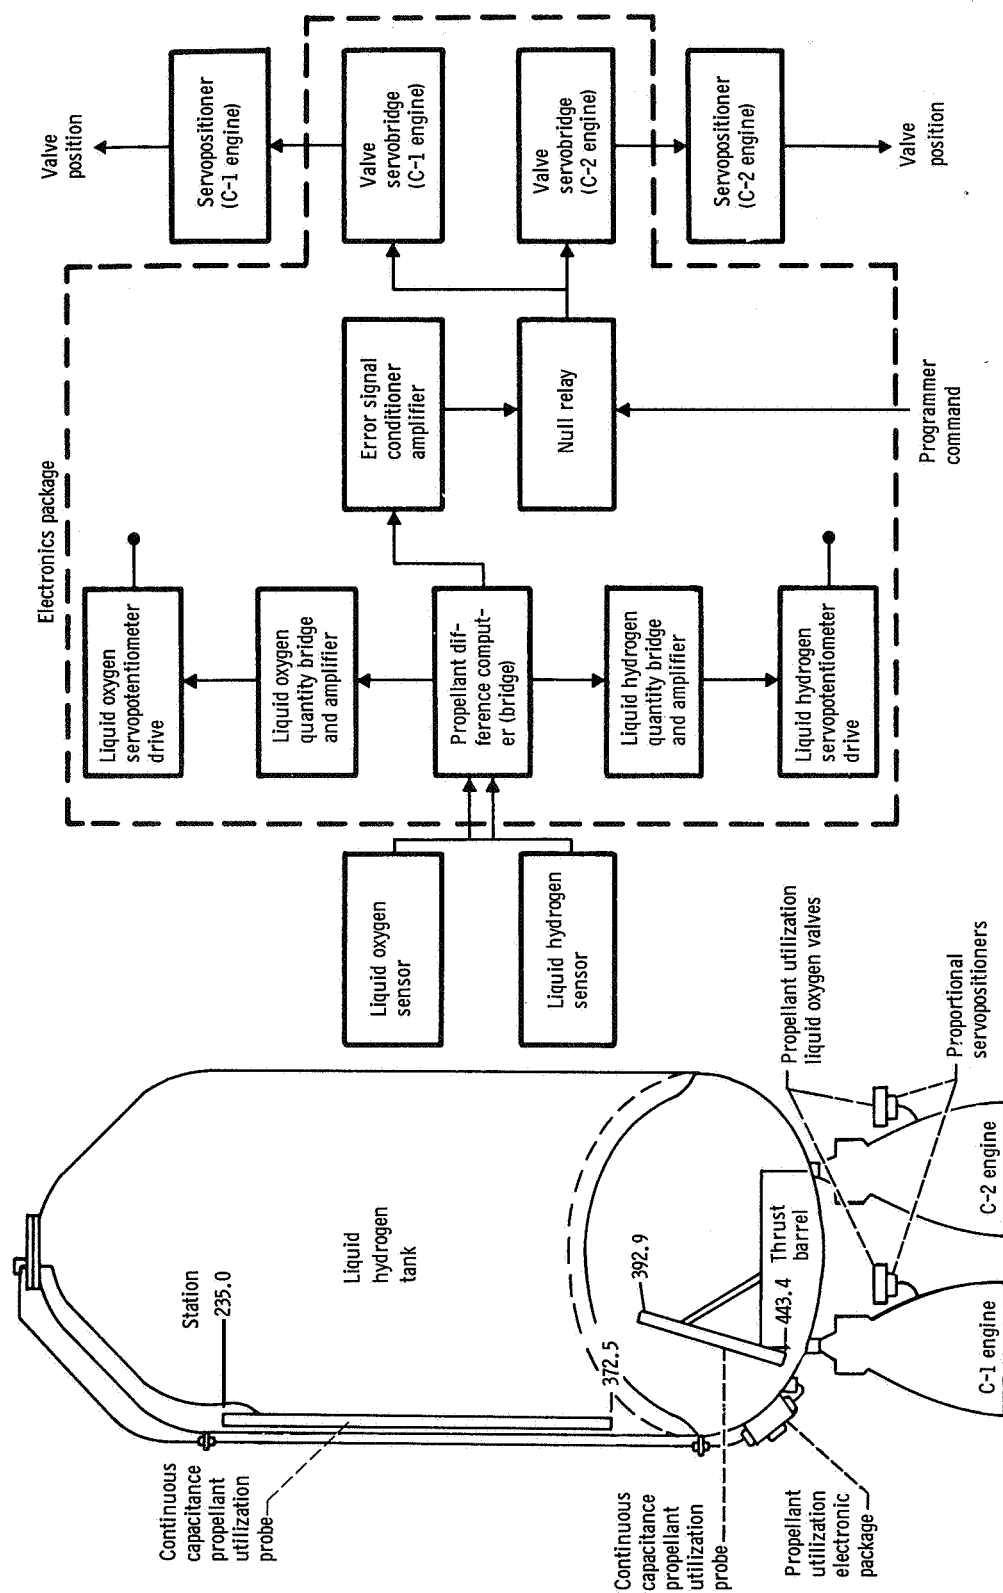 Continuous
capacitance
propellant
utilization
probe
Station
235.0
Liquid
hydrogen
tank
372.5
392.9
443.4
Thrust
barrel
Continuous
capacitance
propellant
utilization
probe
Propellant
utilization
electronic
package
C-1 engine
C-2 engine
Propellant utilization
liquid oxygen valves
Proportional
servopositioners
Electronics package
Liquid oxygen
sensor
Liquid hydrogen
sensor
Liquid oxygen
servopotentiometer
drive
Liquid oxygen
quantity bridge
and amplifier
Propellant dif-
ference comput-
er (bridge)
Liquid hydrogen
quantity bridge
and amplifier
Liquid hydrogen
servopotentiometer
drive
Error signal
conditioner
amplifier
Null relay
Programmer
command
Valve
position
Servopositioner
(C-1 engine)
Valve
servobridge
(C-1 engine)
Valve
servobridge
(C-2 engine)
Servopositioner
(C-2 engine)
Valve
position